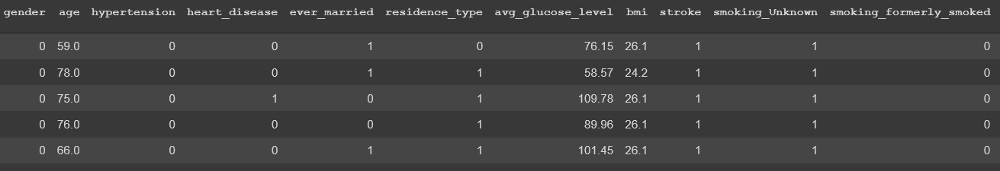 gender age hypertension heart_disease ever_married residence_type avg_glucose_level bmi stroke smoking_Unknown smoking_formerly_smoked
0 59.0 0 0 1 0 76.15 26.1 1 1 0
0 78.0 0 0 1 1 58.57 24.2 1 1 0
0 75.0 0 1 0 1 109.78 26.1 1 1 0
0 76.0 0 0 0 1 89.96 26.1 1 1 0
0 66.0 0 0 1 1 101.45 26.1 1 1 0